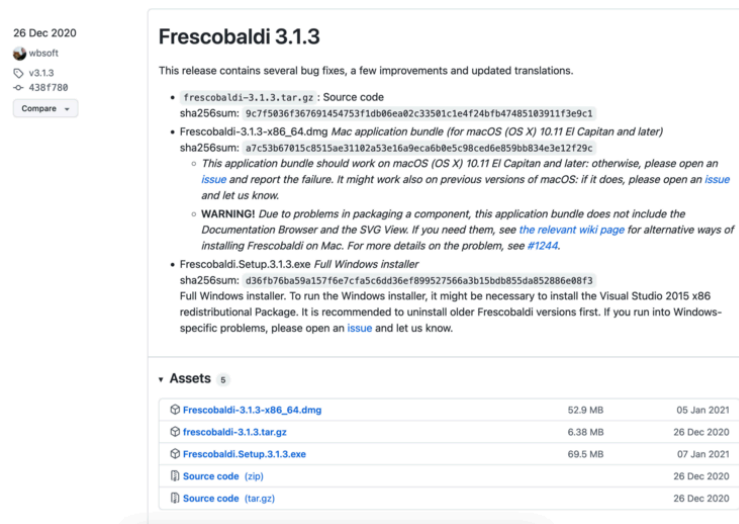 26 Dec 2020
wbsoft
v3.1.3
438f780
Compare
Frescobaldi 3.1.3
This release contains several bug fixes, a few improvements and updated translations.
• frescobaldi-3.1.3.tar.gz : Source code
sha256sum: 9c7f5036f367691454753f1db06ea02c33501c1e4f24bfb47485103911f3e9c1
• Frescobaldi-3.1.3-x86_64.dmg Mac application bundle (for macOS (OS X) 10.11 El Capitan and later)
sha256sum: a7c53b67015c8515ae31102a53e16a9eca6b0e5c98ced6e859bb834e3e12f29c
◦ This application bundle should work on macOS (OS X) 10.11 El Capitan and later: otherwise, please open an
issue and report the failure. It might work also on previous versions of macOS: if it does, please open an issue
and let us know.
◦ WARNING! Due to problems in packaging a component, this application bundle does not include the
Documentation Browser and the SVG View. If you need them, see the relevant wiki page for alternative ways of
installing Frescobaldi on Mac. For more details on the problem, see #1244.
• Frescobaldi.Setup.3.1.3.exe Full Windows installer
sha256sum: d36fb76ba59a157f6e7cfa5c6dd36ef899527566a3b15bdb855da852886e08f3
Full Windows installer. To run the Windows installer, it might be necessary to install the Visual Studio 2015 x86
redistributional Package. It is recommended to uninstall older Frescobaldi versions first. If you run into Windows-
specific problems, please open an issue and let us know.
Assets 5
Frescobaldi-3.1.3-x86_64.dmg 52.9 MB 05 Jan 2021
frescobaldi-3.1.3.tar.gz 6.38 MB 26 Dec 2020
Frescobaldi.Setup.3.1.3.exe 69.5 MB 07 Jan 2021
Source code (zip) 26 Dec 2020
Source code (tar.gz) 26 Dec 2020